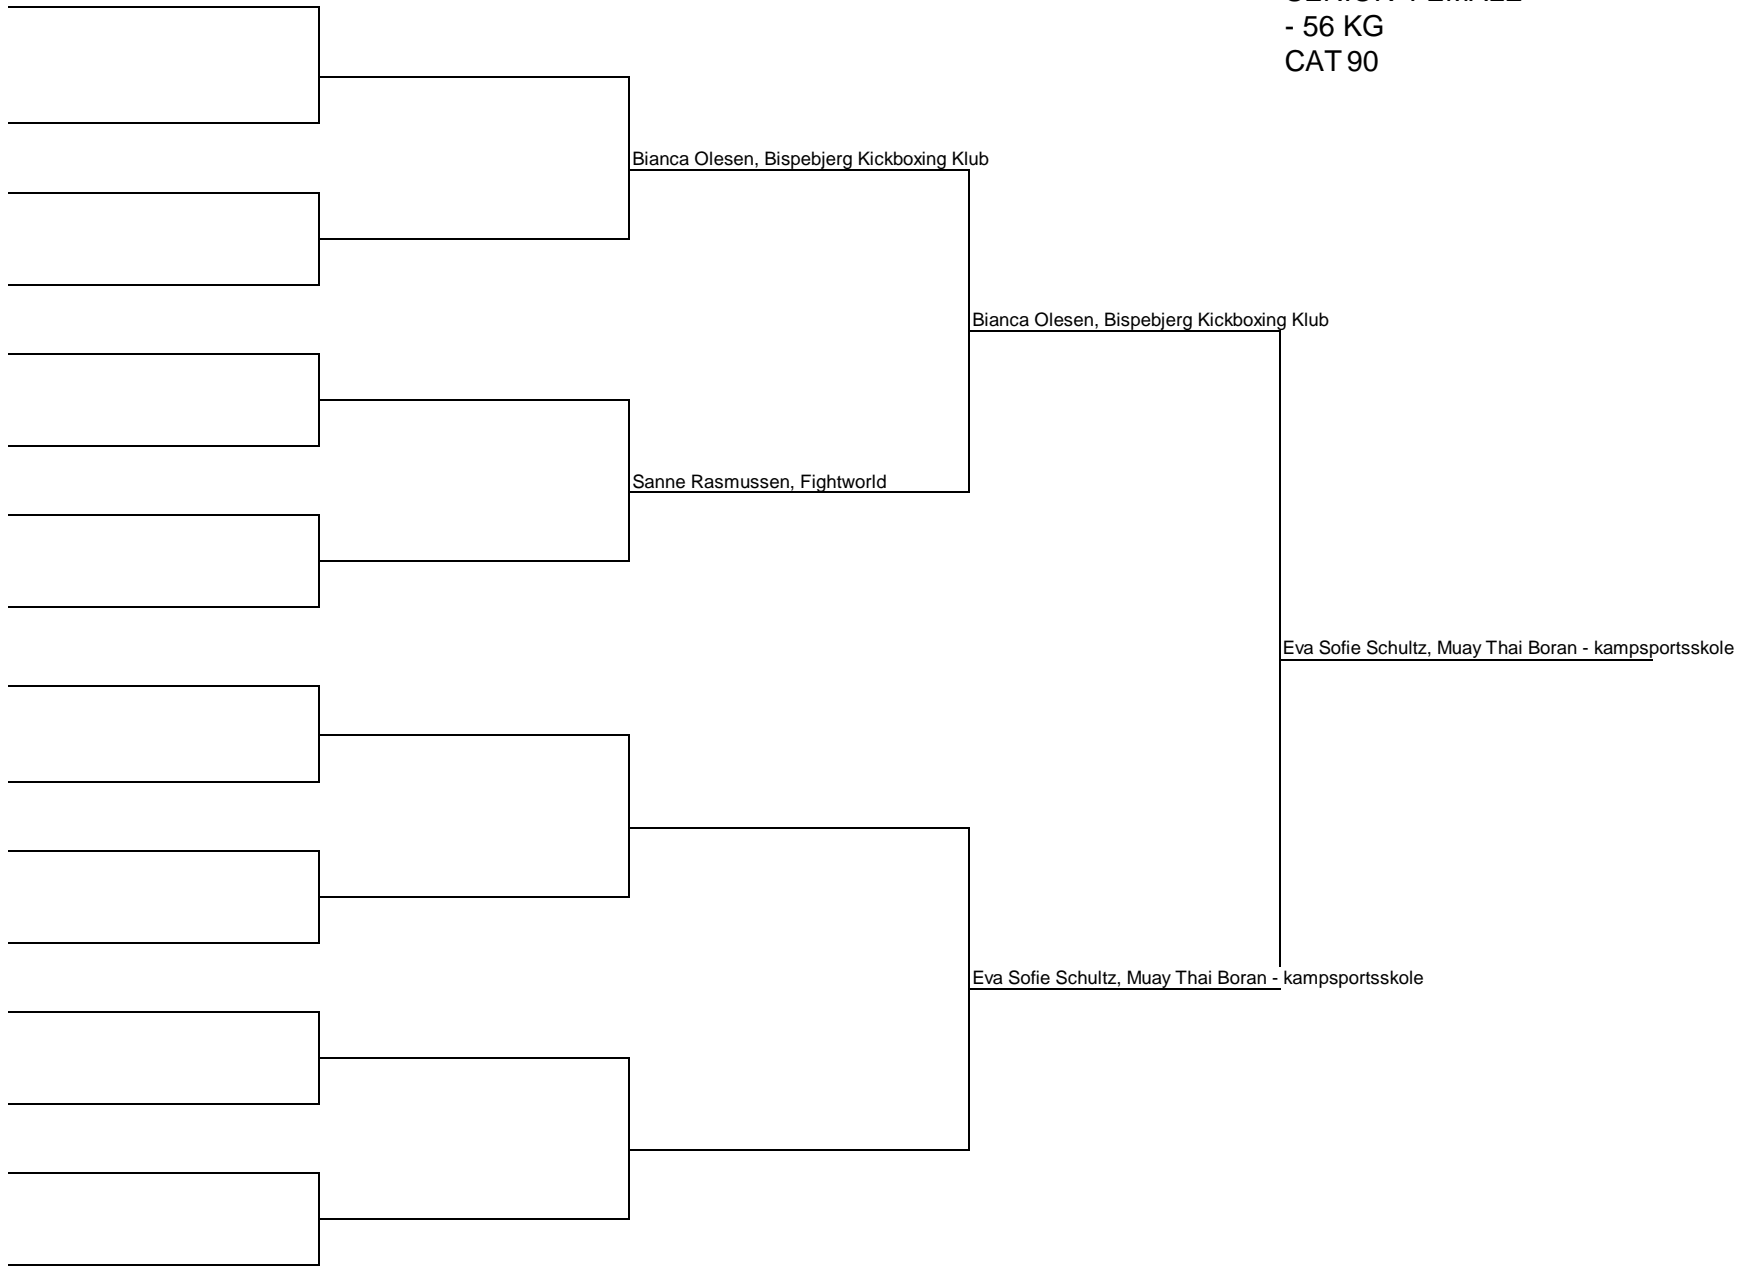 - 56 KG
CAT 90
Bianca Olesen, Bispebjerg Kickboxing Klub
Bianca Olesen, Bispebjerg Kickboxing Klub
Sanne Rasmussen, Fightworld
Eva Sofie Schultz, Muay Thai Boran - kampsportsskole
Eva Sofie Schultz, Muay Thai Boran - kampsportsskole